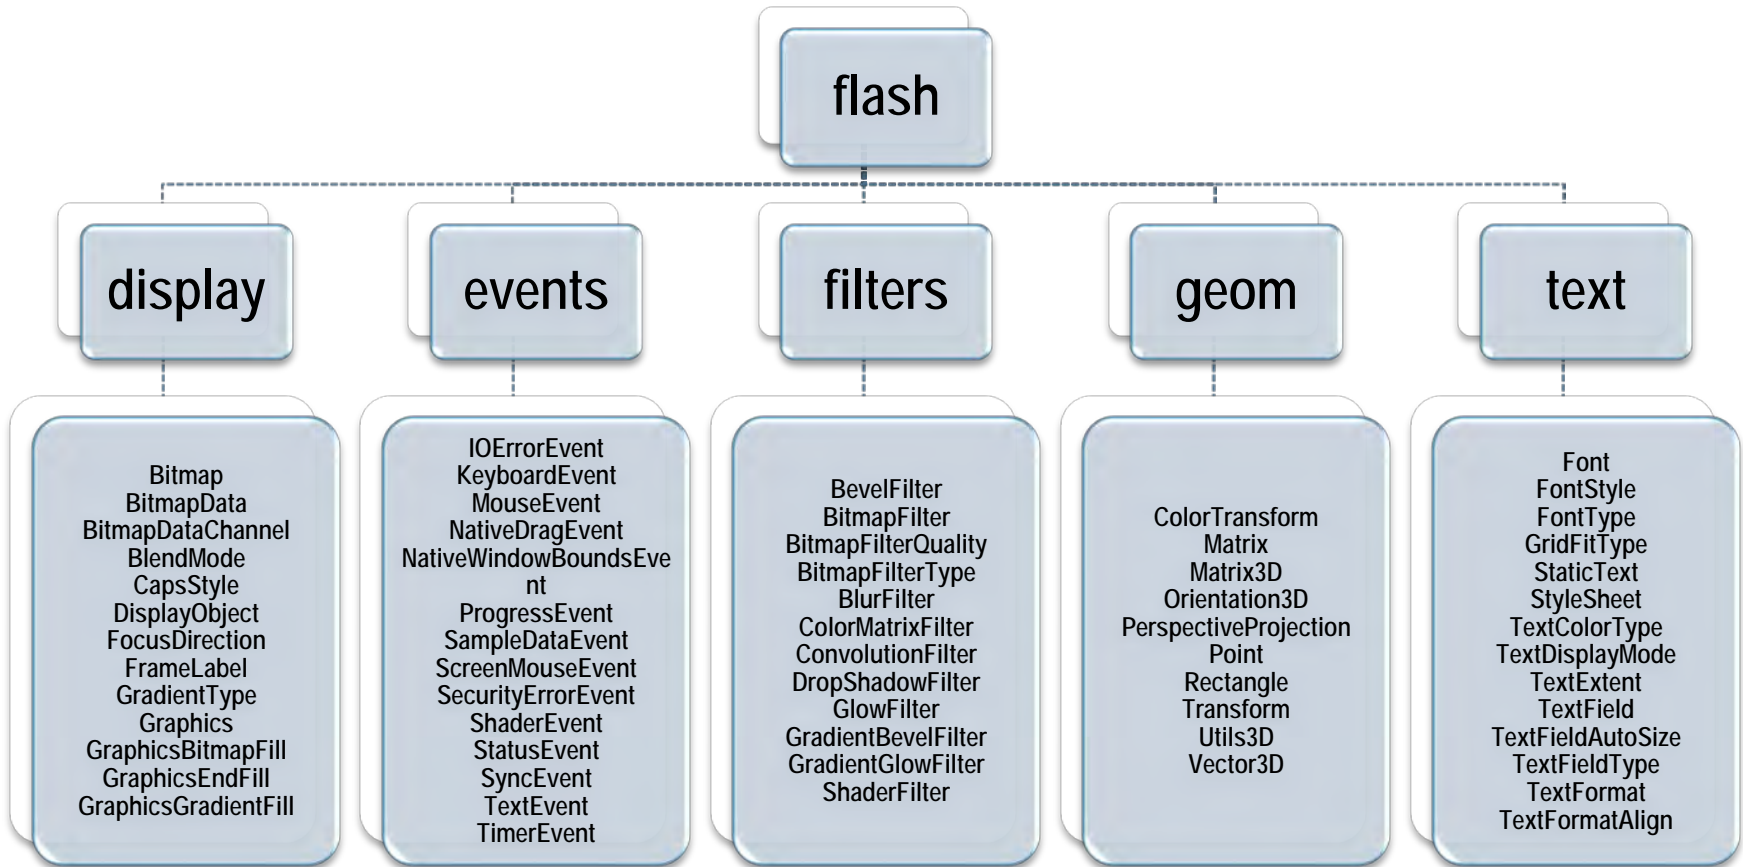 flash
display
events
filters
geom
text
Bitmap
BitmapData
BitmapDataChannel
BlendMode
CapsStyle
DisplayObject
FocusDirection
FrameLabel
GradientType
Graphics
GraphicsBitmapFill
GraphicsEndFill
GraphicsGradientFill
IOErrorEvent
KeyboardEvent
MouseEvent
NativeDragEvent
NativeWindowBoundsEve
nt
ProgressEvent
SampleDataEvent
ScreenMouseEvent
SecurityErrorEvent
ShaderEvent
StatusEvent
SyncEvent
TextEvent
TimerEvent
BevelFilter
BitmapFilter
BitmapFilterQuality
BitmapFilterType
BlurFilter
ColorMatrixFilter
ConvolutionFilter
DropShadowFilter
GlowFilter
GradientBevelFilter
GradientGlowFilter
ShaderFilter
ColorTransform
Matrix
Matrix3D
Orientation3D
PerspectiveProjection
Point
Rectangle
Transform
Utils3D
Vector3D
Font
FontStyle
FontType
GridFitType
StaticText
StyleSheet
TextColorType
TextDisplayMode
TextExtent
TextField
TextFieldAutoSize
TextFieldType
TextFormat
TextFormatAlign